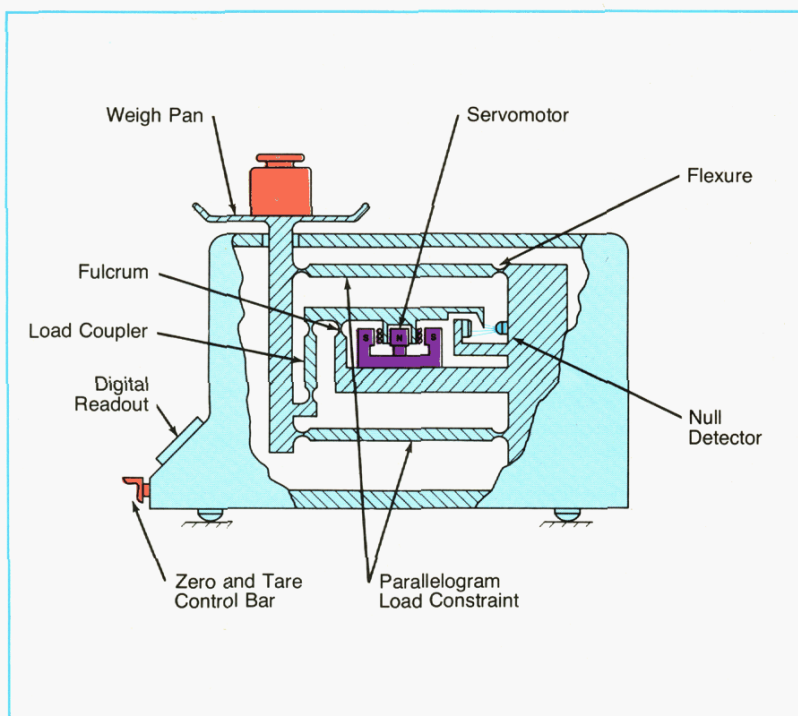 Weigh Pan
Servomotor
Flexure
Fulcrum
Load Coupler
Digital
Readout
S
N
S
Null
Detector
Zero and Tare
Control Bar
Parallelogram
Load Constraint